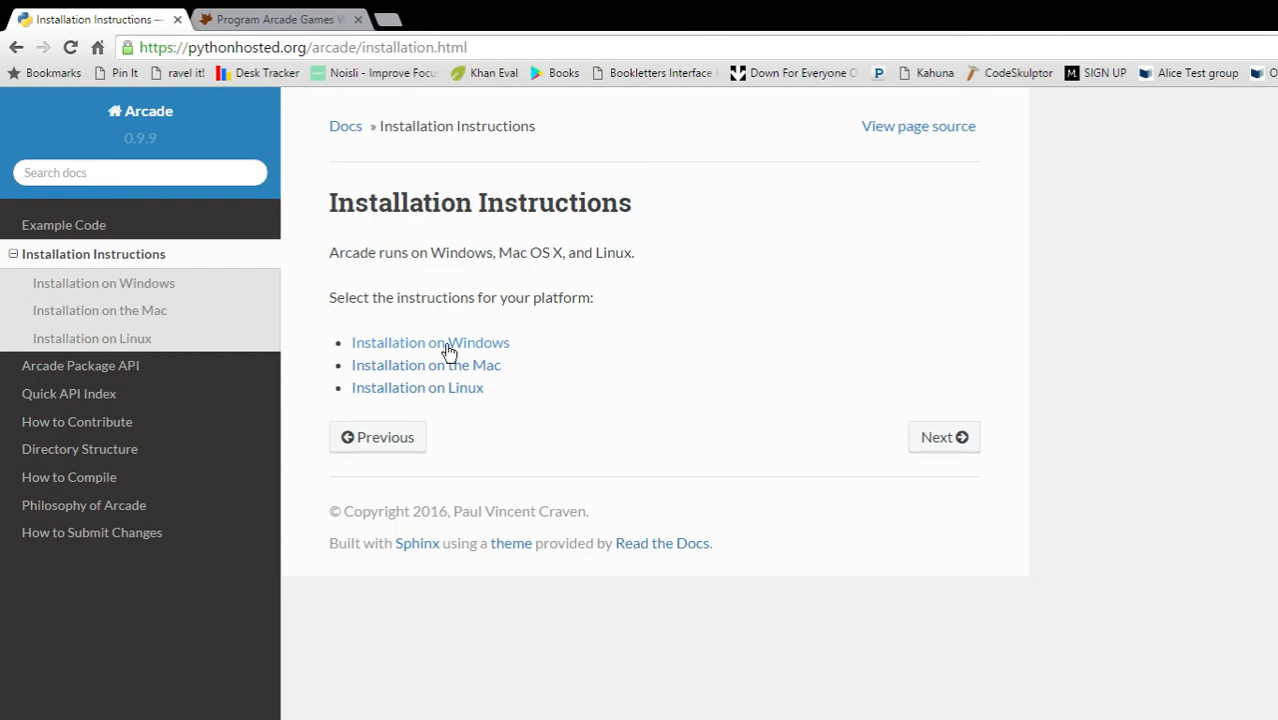 Installation Instructions —
Program Arcade Games W
https://pythonhosted.org/arcade/installation.html
Bookmarks
Pin It
ravel it!
Desk Tracker
Noisli - Improve Focu
Khan Eval
Books
Bookletters Interface
Down For Everyone O
P
Kahuna
CodeSkulptor
M
SIGN UP
Alice Test group
O
Arcade
0.9.9
Search docs
Example Code
Installation Instructions
Installation on Windows
Installation on the Mac
Installation on Linux
Arcade Package API
Quick API Index
How to Contribute
Directory Structure
How to Compile
Philosophy of Arcade
How to Submit Changes
Docs » Installation Instructions
View page source
Installation Instructions
Arcade runs on Windows, Mac OS X, and Linux.
Select the instructions for your platform:
• Installation on Windows
• Installation on the Mac
• Installation on Linux
Previous
Next
© Copyright 2016, Paul Vincent Craven.
Built with Sphinx using a theme provided by Read the Docs.